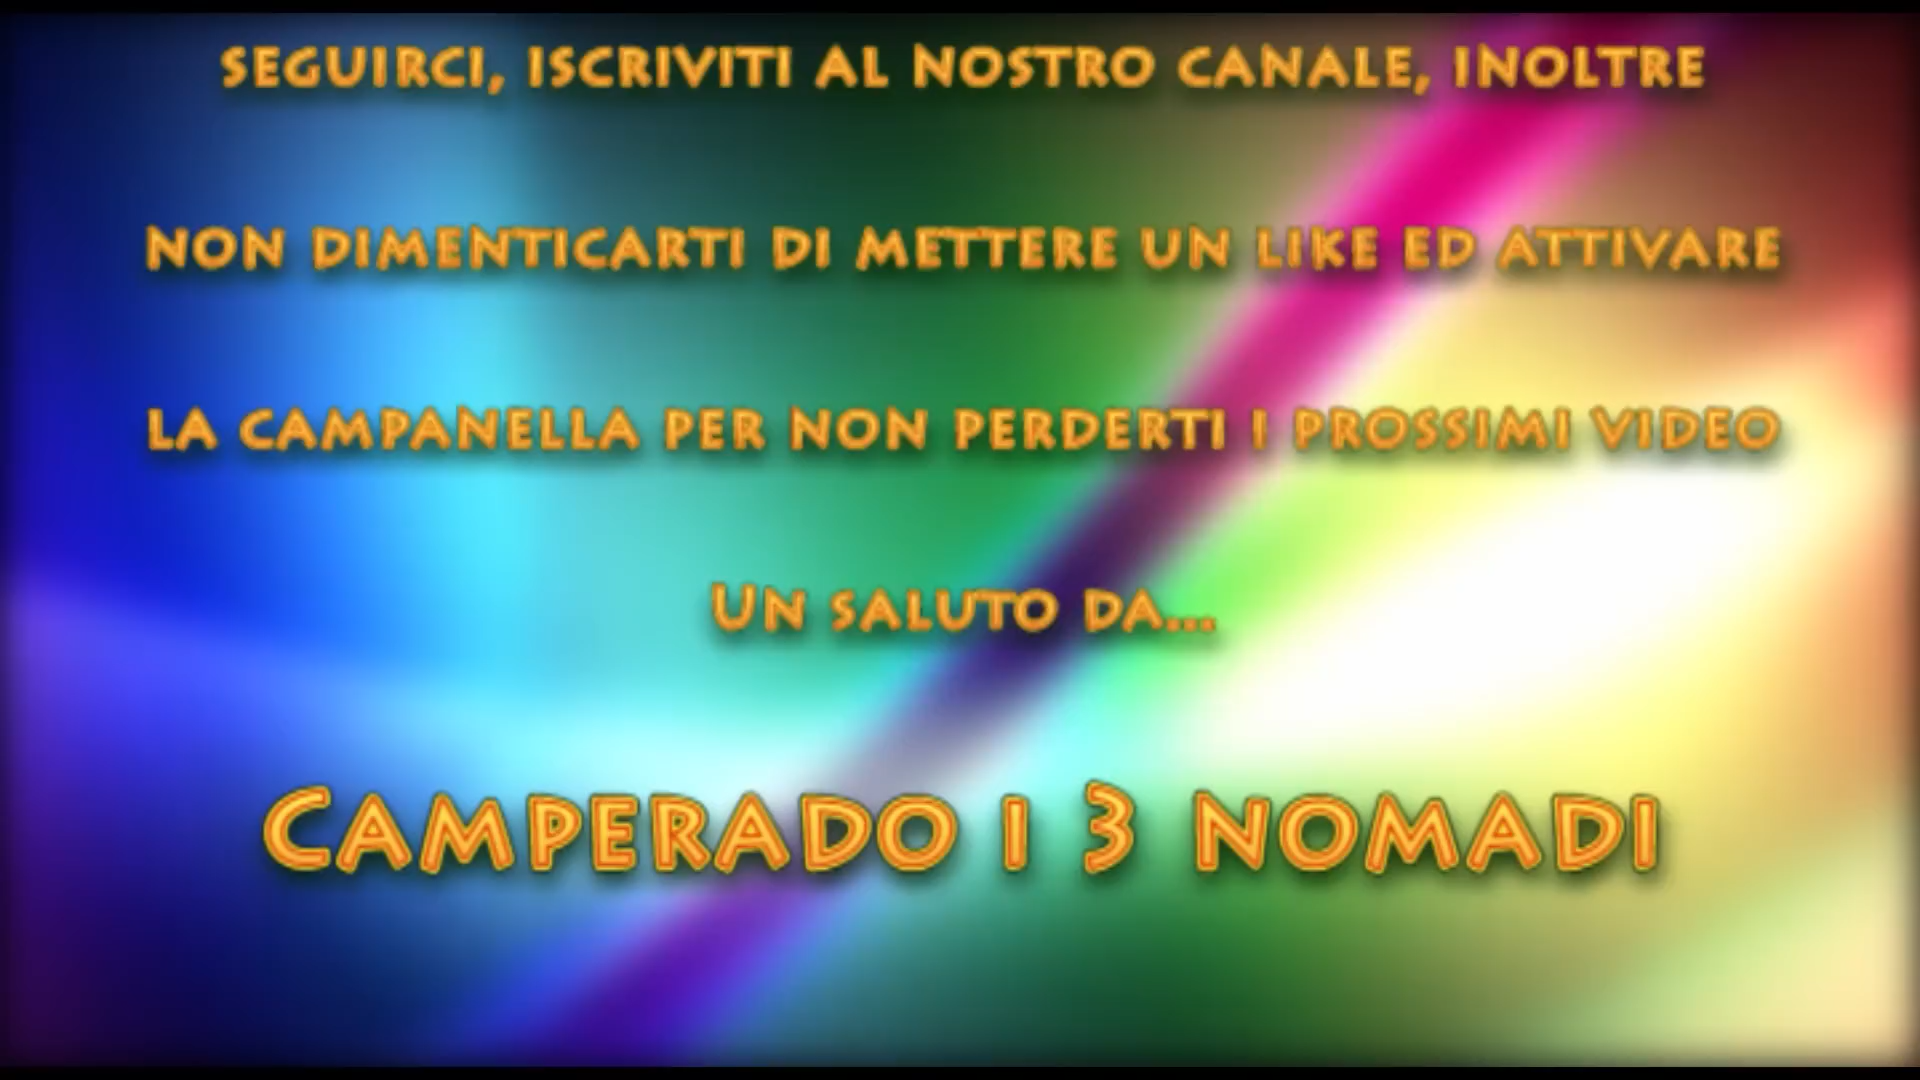 SEGUIRCI, ISCRIVITI AL NOSTRO CANALE, INOLTRE
NON DIMENTICARTI DI METTERE UN LIKE ED ATTIVARE
LA CAMPANELLA PER NON PERDERTI I PROSSIMI VIDEO
UN SALUTO DA...
CAMPERADO I 3 NOMADI